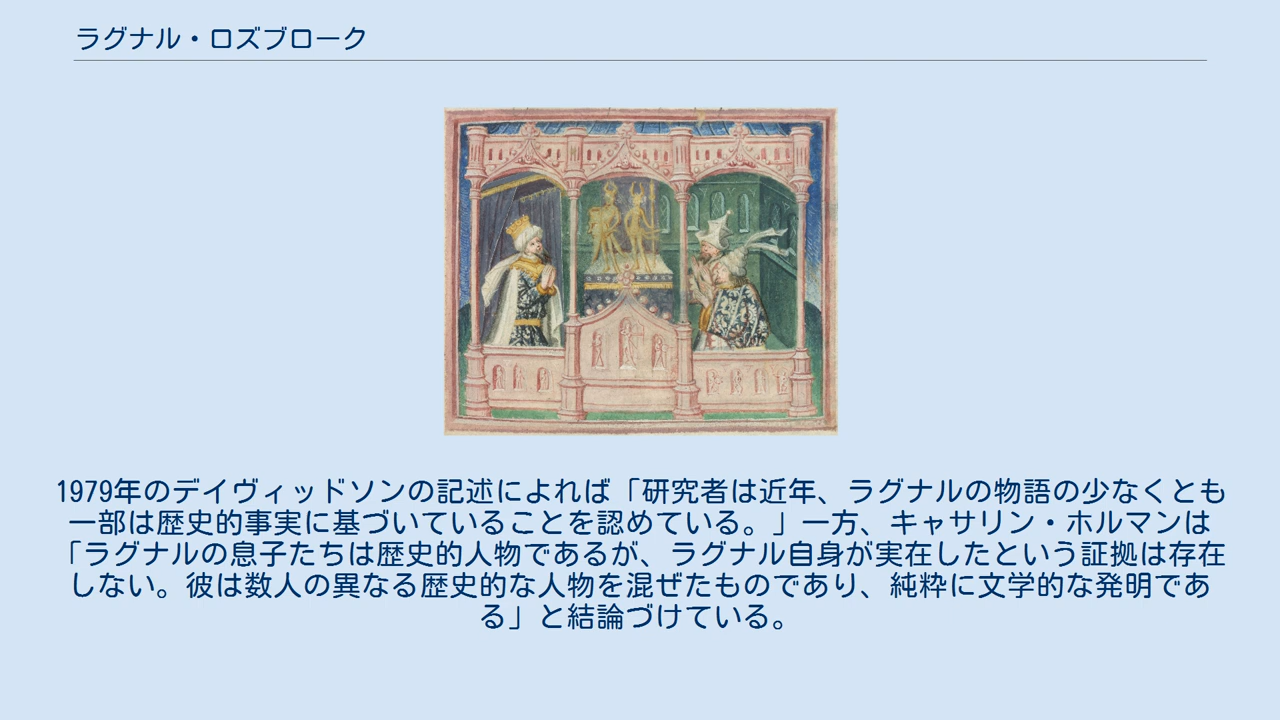 ラグナル・ロズブローク
1979年のデイヴィッドソンの記述によれば「研究者は近年、ラグナルの物語の少なくとも
一部は歴史的事実に基づいていることを認めている。」一方、キャサリン・ホルマンは
「ラグナルの息子たちは歴史的人物であるが、ラグナル自身が実在したという証拠は存在
しない。彼は数人の異なる歴史的な人物を混ぜたものであり、純粋に文学的な発明であ
る」と結論づけている。